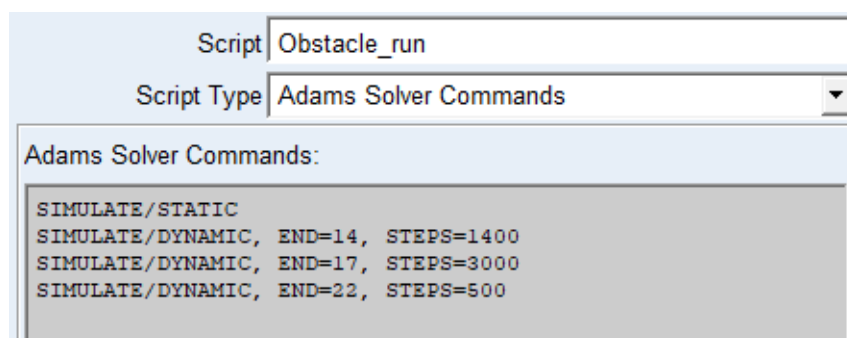 Script Obstacle_run
Script Type Adams Solver Commands
Adams Solver Commands:
SIMULATE/STATIC
SIMULATE/DYNAMIC, END=14, STEPS=1400
SIMULATE/DYNAMIC, END=17, STEPS=3000
SIMULATE/DYNAMIC, END=22, STEPS=500